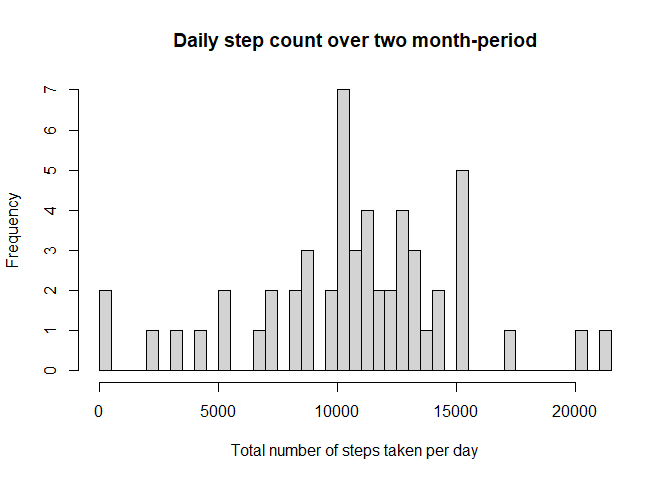 Daily step count over two month-period
Frequency
7
6
5
4
3
2
1
0
0 5000 10000 15000 20000
Total number of steps taken per day